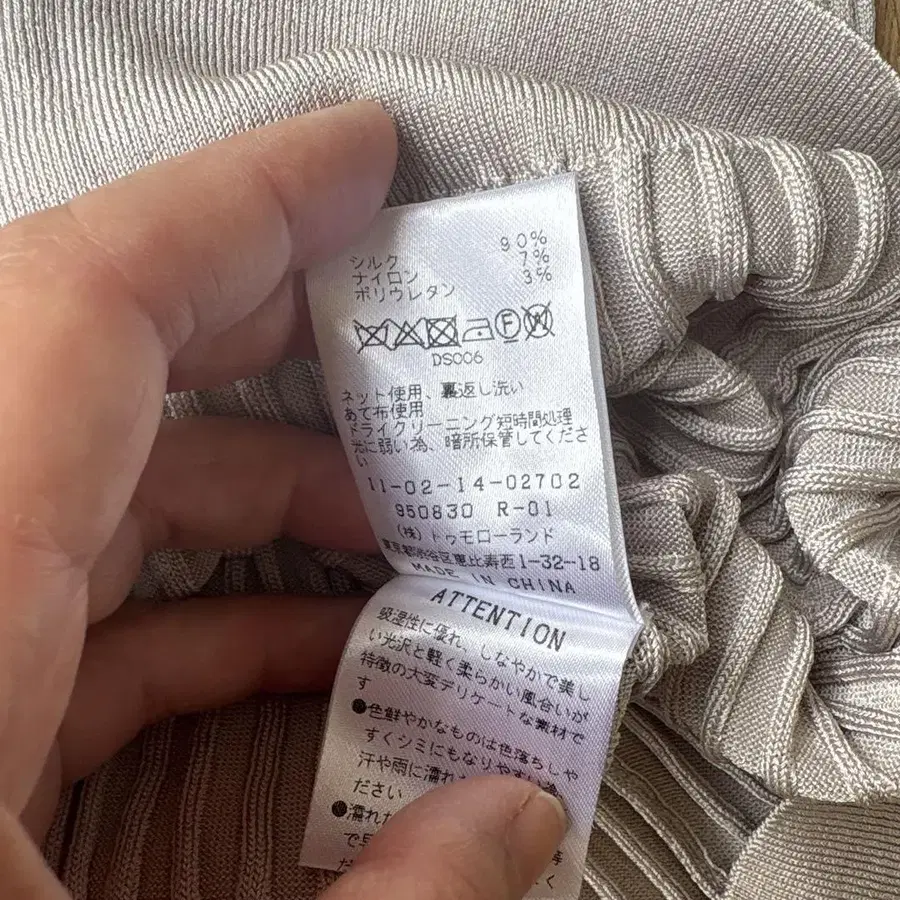 90%
シルク 7%
ナイロン 3%
ポリウレタン
F W
DS006
ネット使用、裏返し洗い
あて布使用
ドライクリーニング短時間処理
光に弱い為、暗所保管してくださ
い
11-02-14-02702
950830 R-01
(株)トゥモローランド
東京都渋谷区恵比寿西1-32-18
MADE IN CHINA
ATTENTION
吸湿性に優れ、しなやかで美し
い光沢と軽く柔らかい風合いが
特徴の大変デリケートな素材で
す
●色鮮やかなものは色落ちしや
すくシミにもなりやすい為
汗や雨に濡れ
ださい
●濡れた
で
だ
く